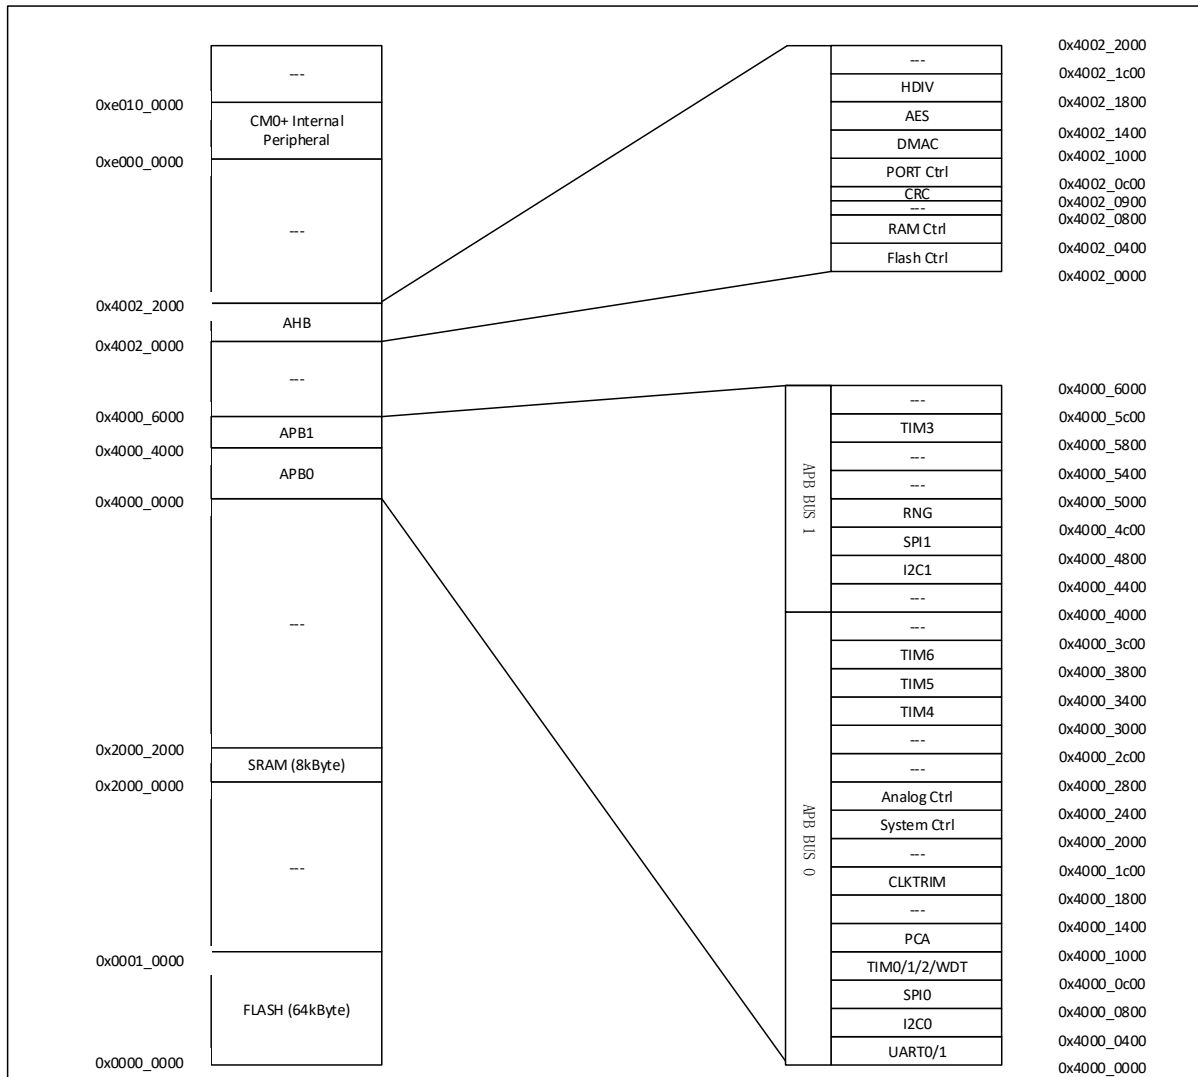 ---
0xe010_0000
CM0+ Internal
Peripheral
0xe000_0000
---
0x4002_2000
AHB
0x4002_0000
---
0x4000_6000
APB1
0x4000_4000
APB0
0x4000_0000
---
0x2000_2000
SRAM (8kByte)
0x2000_0000
---
0x0001_0000
FLASH (64kByte)
0x0000_0000
0x4002_2000
---
0x4002_1c00
HDIV
0x4002_1800
AES
0x4002_1400
DMAC
0x4002_1000
PORT Ctrl
0x4002_0c00
CRC
0x4002_0900
---
0x4002_0800
RAM Ctrl
0x4002_0400
Flash Ctrl
0x4002_0000
APB BUS 1
0x4000_6000
---
0x4000_5c00
TIM3
0x4000_5800
---
0x4000_5400
---
0x4000_5000
RNG
0x4000_4c00
SPI1
0x4000_4800
I2C1
0x4000_4400
---
0x4000_4000
APB BUS 0
---
0x4000_3c00
TIM6
0x4000_3800
TIM5
0x4000_3400
TIM4
0x4000_3000
---
0x4000_2c00
---
0x4000_2800
Analog Ctrl
0x4000_2400
System Ctrl
0x4000_2000
---
0x4000_1c00
CLKTRIM
0x4000_1800
---
0x4000_1400
PCA
0x4000_1000
TIM0/1/2/WDT
0x4000_0c00
SPI0
0x4000_0800
I2C0
0x4000_0400
UART0/1
0x4000_0000